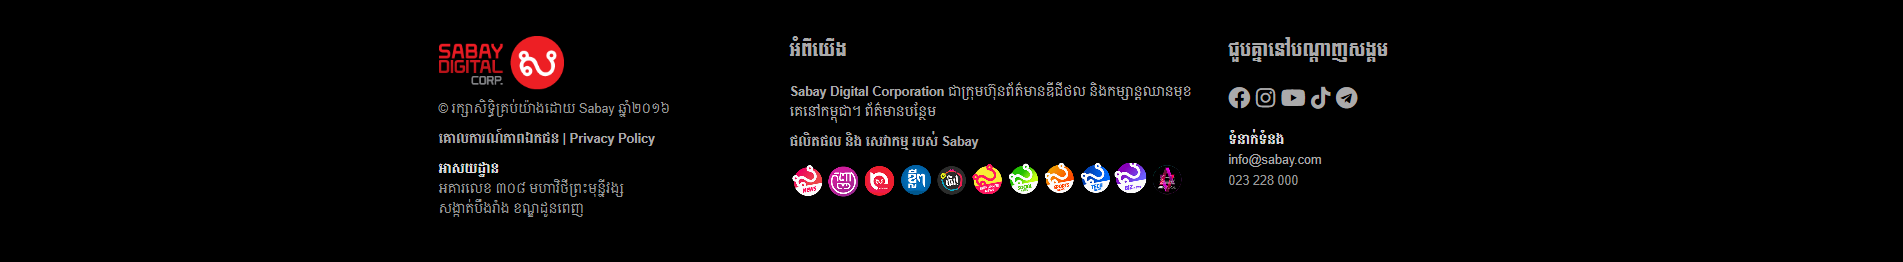 SABAY
DIGITAL
CORP.
© រក្សាសិទ្ធិគ្រប់យ៉ាងដោយ Sabay ឆ្នាំ២០១៦
គោលការណ៍ភាពឯកជន | Privacy Policy
អាសយដ្ឋាន
អគារលេខ ៣០៨ មហាវិថីព្រះមុន្នីវង្ស
សង្កាត់បឹងរាំង ខណ្ឌដូនពេញ
អំពីយើង
Sabay Digital Corporation ជាក្រុមហ៊ុនព័ត៌មានឌីជីថល និងកម្សាន្តឈានមុខ
គេនៅកម្ពុជា។ ព័ត៌មានបន្ថែម
ផលិតផល និង សេវាកម្ម របស់ Sabay
NEWS
ខ្លីៗ
SPORTS
TECH
ជួបគ្នានៅបណ្ដាញសង្គម
ទំនាក់ទំនង
info@sabay.com
023 228 000